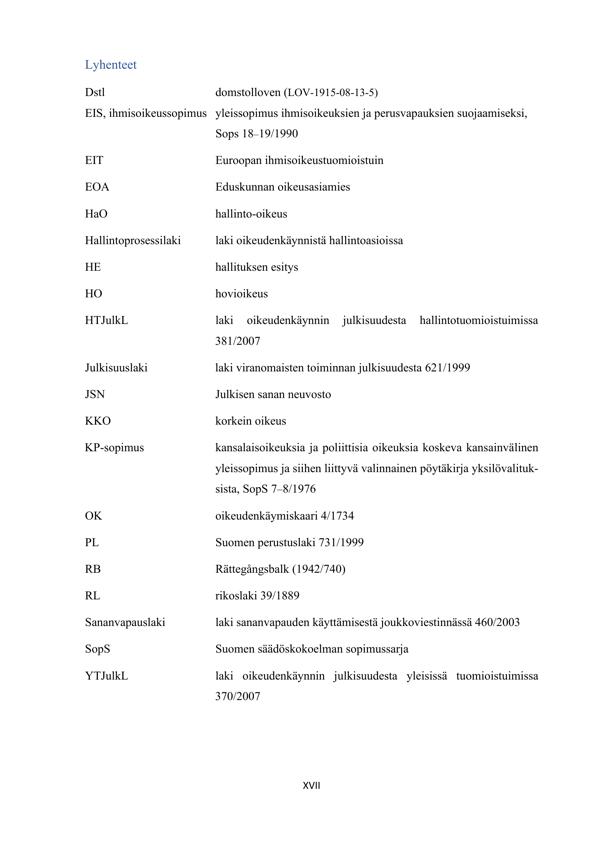 Lyhenteet
Dstl domstolloven (LOV-1915-08-13-5)
EIS, ihmisoikeussopimus yleissopimus ihmisoikeuksien ja perusvapauksien suojaamiseksi,
Sops 18–19/1990
EIT Euroopan ihmisoikeustuomioistuin
EOA Eduskunnan oikeusasiamies
HaO hallinto-oikeus
Hallintoprosessilaki laki oikeudenkäynnistä hallintoasioissa
HE hallituksen esitys
HO hovioikeus
HTJulkL laki oikeudenkäynnin julkisuudesta hallintotuomioistuimissa
381/2007
Julkisuuslaki laki viranomaisten toiminnan julkisuudesta 621/1999
JSN Julkisen sanan neuvosto
KKO korkein oikeus
KP-sopimus kansalaisoikeuksia ja poliittisia oikeuksia koskeva kansainvälinen
yleissopimus ja siihen liittyvä valinnainen pöytäkirja yksilövalituk-
sista, SopS 7–8/1976
OK oikeudenkäymiskaari 4/1734
PL Suomen perustuslaki 731/1999
RB Rättegångsbalk (1942/740)
RL rikoslaki 39/1889
Sananvapauslaki laki sananvapauden käyttämisestä joukkoviestinnässä 460/2003
SopS Suomen säädöskokoelman sopimussarja
YTJulkL laki oikeudenkäynnin julkisuudesta yleisissä tuomioistuimissa
370/2007
XVII